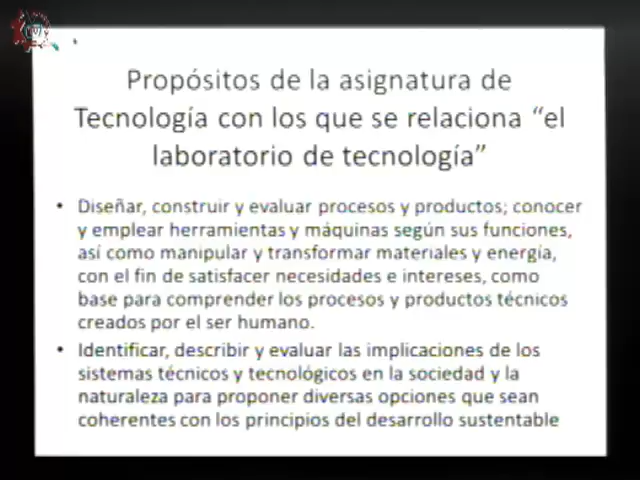 Propósitos de la asignatura de
Tecnología con los que se relaciona “el
laboratorio de tecnología”
• Diseñar, construir y evaluar procesos y productos; conocer
y emplear herramientas y máquinas según sus funciones,
así como manipular y transformar materiales y energía,
con el fin de satisfacer necesidades e intereses, como
base para comprender los procesos y productos técnicos
creados por el ser humano.
• Identificar, describir y evaluar las implicaciones de los
sistemas técnicos y tecnológicos en la sociedad y la
naturaleza para proponer diversas opciones que sean
coherentes con los principios del desarrollo sustentable